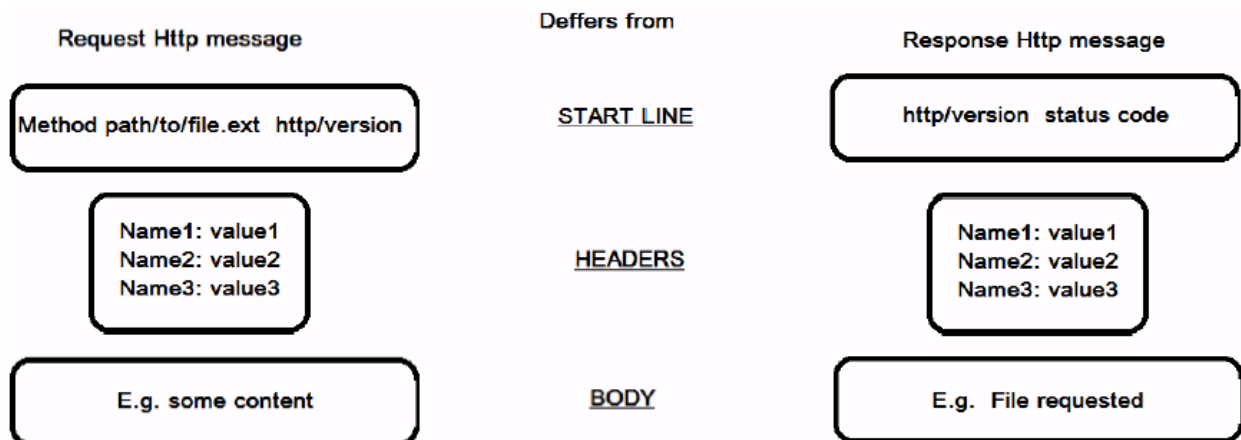 Deffers from
Request Http message
Response Http message
Method path/to/file.ext http/version
START LINE
http/version status code
Name1: value1
Name2: value2
Name3: value3
HEADERS
Name1: value1
Name2: value2
Name3: value3
E.g. some content
BODY
E.g. File requested